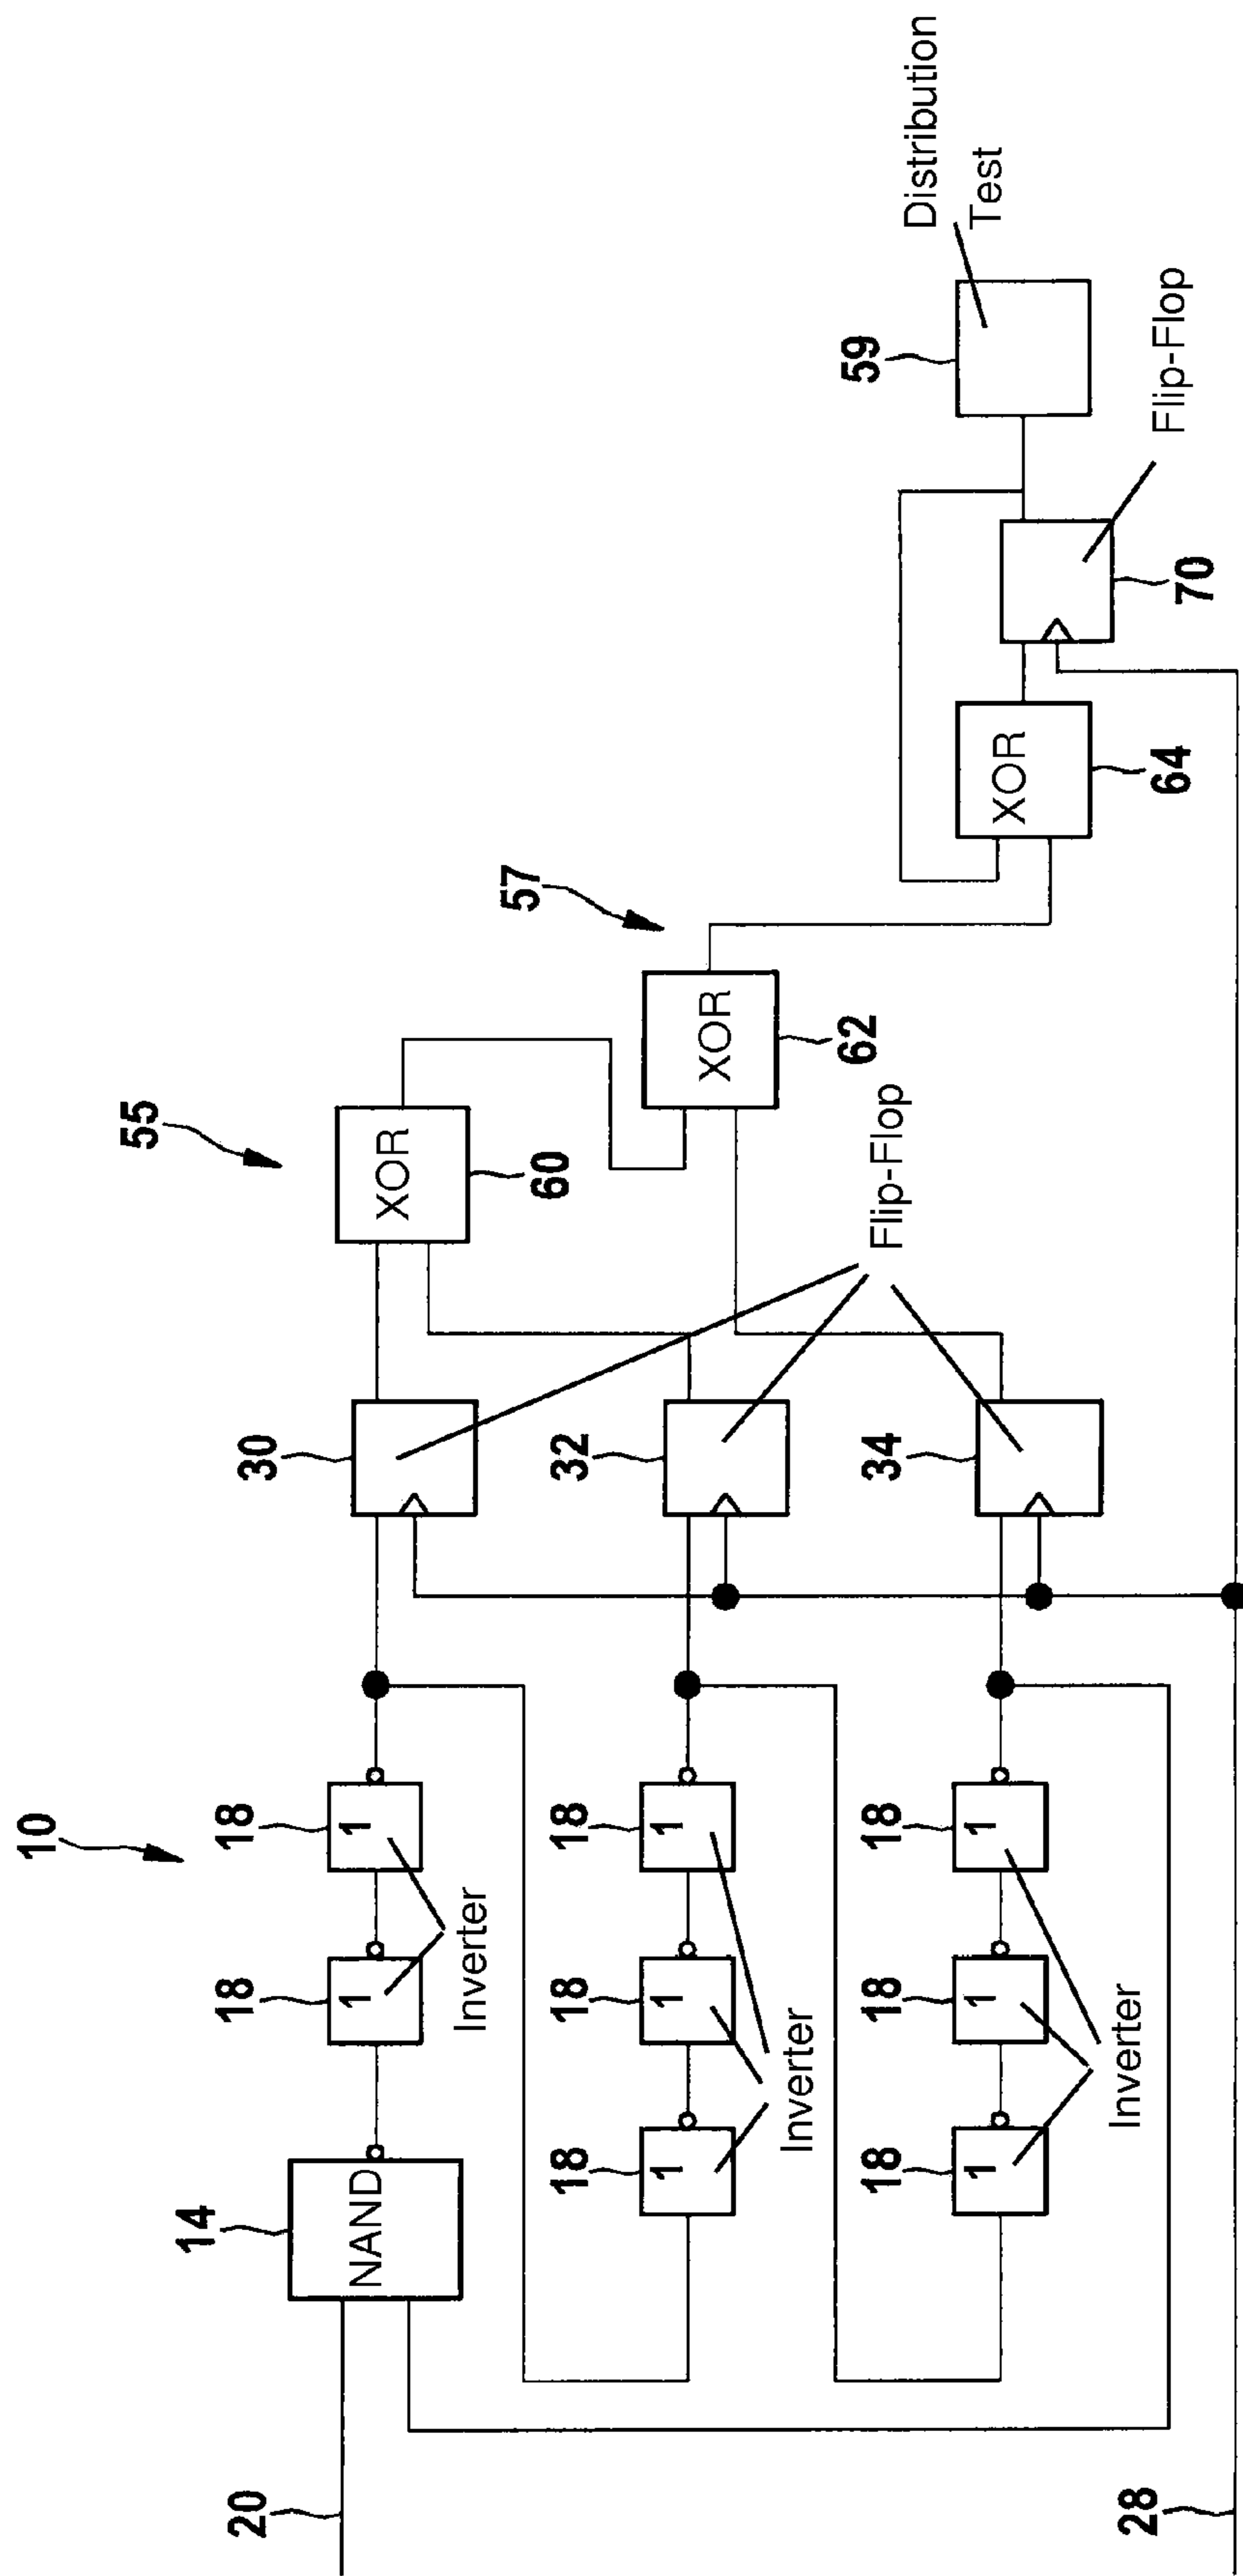 10
55
57
20
14
NAND
18
1
18
1
Inverter
30
XOR
60
18
1
18
1
18
1
Inverter
32
XOR
62
Flip-Flop
18
1
18
1
18
1
Inverter
34
XOR
64
70
Flip-Flop
59
Distribution
Test
28